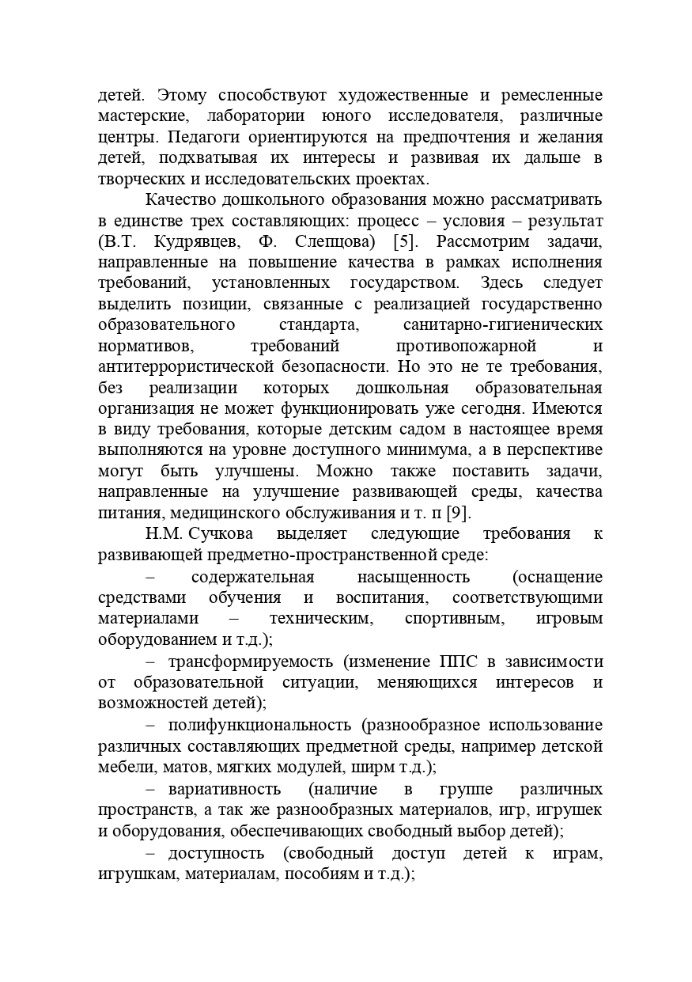 детей. Этому способствуют художественные и ремесленные
мастерские, лаборатории юного исследователя, различные
центры. Педагоги ориентируются на предпочтения и желания
детей, подхватывая их интересы и развивая их дальше в
творческих и исследовательских проектах.
Качество дошкольного образования можно рассматривать
в единстве трех составляющих: процесс – условия – результат
(В.Т. Кудрявцев, Ф. Слепцова) [5]. Рассмотрим задачи,
направленные на повышение качества в рамках исполнения
требований, установленных государством. Здесь следует
выделить позиции, связанные с реализацией государственно
образовательного стандарта, санитарно-гигиенических
нормативов, требований противопожарной и
антитеррористической безопасности. Но это не те требования,
без реализации которых дошкольная образовательная
организация не может функционировать уже сегодня. Имеются
в виду требования, которые детским садом в настоящее время
выполняются на уровне доступного минимума, а в перспективе
могут быть улучшены. Можно также поставить задачи,
направленные на улучшение развивающей среды, качества
питания, медицинского обслуживания и т. п [9].
Н.М. Сучкова выделяет следующие требования к
развивающей предметно-пространственной среде:
– содержательная насыщенность (оснащение
средствами обучения и воспитания, соответствующими
материалами – техническим, спортивным, игровым
оборудованием и т.д.);
– трансформируемость (изменение ППС в зависимости
от образовательной ситуации, меняющихся интересов и
возможностей детей);
– полифункциональность (разнообразное использование
различных составляющих предметной среды, например детской
мебели, матов, мягких модулей, ширм т.д.);
– вариативность (наличие в группе различных
пространств, а так же разнообразных материалов, игр, игрушек
и оборудования, обеспечивающих свободный выбор детей);
– доступность (свободный доступ детей к играм,
игрушкам, материалам, пособиям и т.д.);